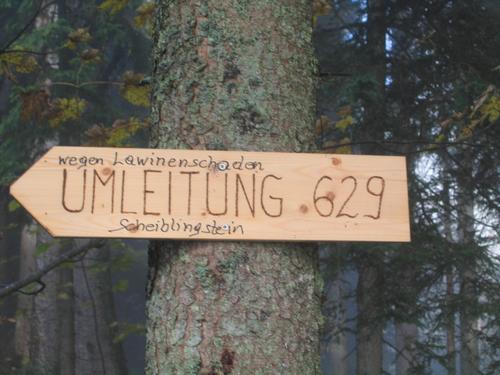 wegen Lawinenschaden
UMLEITUNG 629
Scheiblingstein